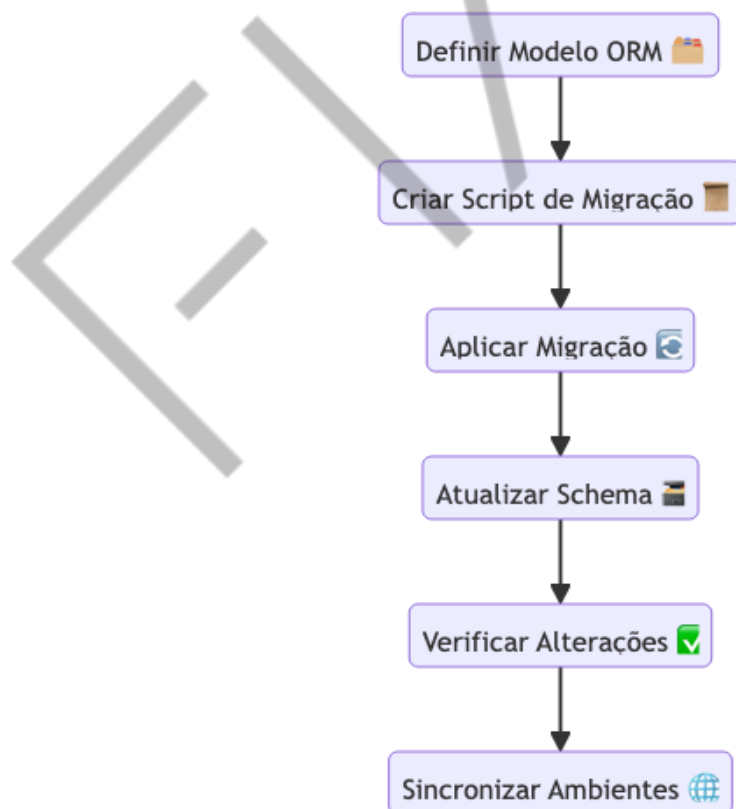 Definir Modelo ORM 🗂️
Criar Script de Migração 📜
Aplicar Migração 🔄
Atualizar Schema 🗃️
Verificar Alterações ✅
Sincronizar Ambientes 🌐